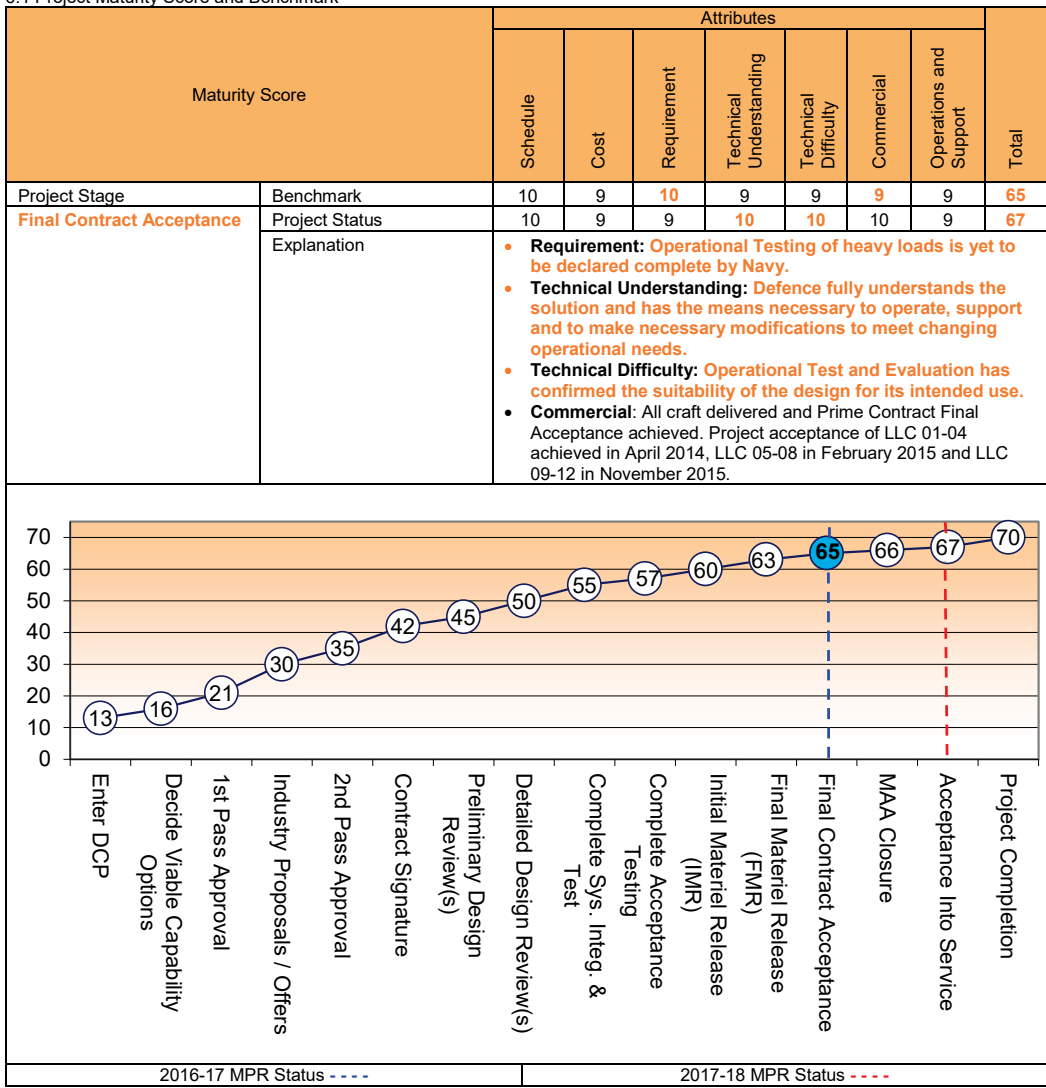 5.1 Project Maturity Score and Benchmark
Maturity Score
Attributes
Schedule
Cost
Requirement
Technical
Understanding
Technical
Difficulty
Commercial
Operations and
Support
Total
Project Stage Benchmark 10 9 10 9 9 9 9 65
Final Contract Acceptance Project Status 10 9 9 10 10 10 9 67
Explanation
• Requirement: Operational Testing of heavy loads is yet to
be declared complete by Navy.
• Technical Understanding: Defence fully understands the
solution and has the means necessary to operate, support
and to make necessary modifications to meet changing
operational needs.
• Technical Difficulty: Operational Test and Evaluation has
confirmed the suitability of the design for its intended use.
• Commercial: All craft delivered and Prime Contract Final
Acceptance achieved. Project acceptance of LLC 01-04
achieved in April 2014, LLC 05-08 in February 2015 and LLC
09-12 in November 2015.
70
60
50
40
30
20
10
0
13
16
21
30
35
42
45
50
55
57
60
63
65
66
67
70
Enter DCP
Decide Viable Capability
Options
1st Pass Approval
Industry Proposals / Offers
2nd Pass Approval
Contract Signature
Preliminary Design
Review(s)
Detailed Design Review(s)
Complete Sys. Integ. &
Test
Complete Acceptance
Testing
Initial Materiel Release
(IMR)
Final Materiel Release
(FMR)
Final Contract Acceptance
MAA Closure
Acceptance Into Service
Project Completion
2016-17 MPR Status - - - -
2017-18 MPR Status - - - -